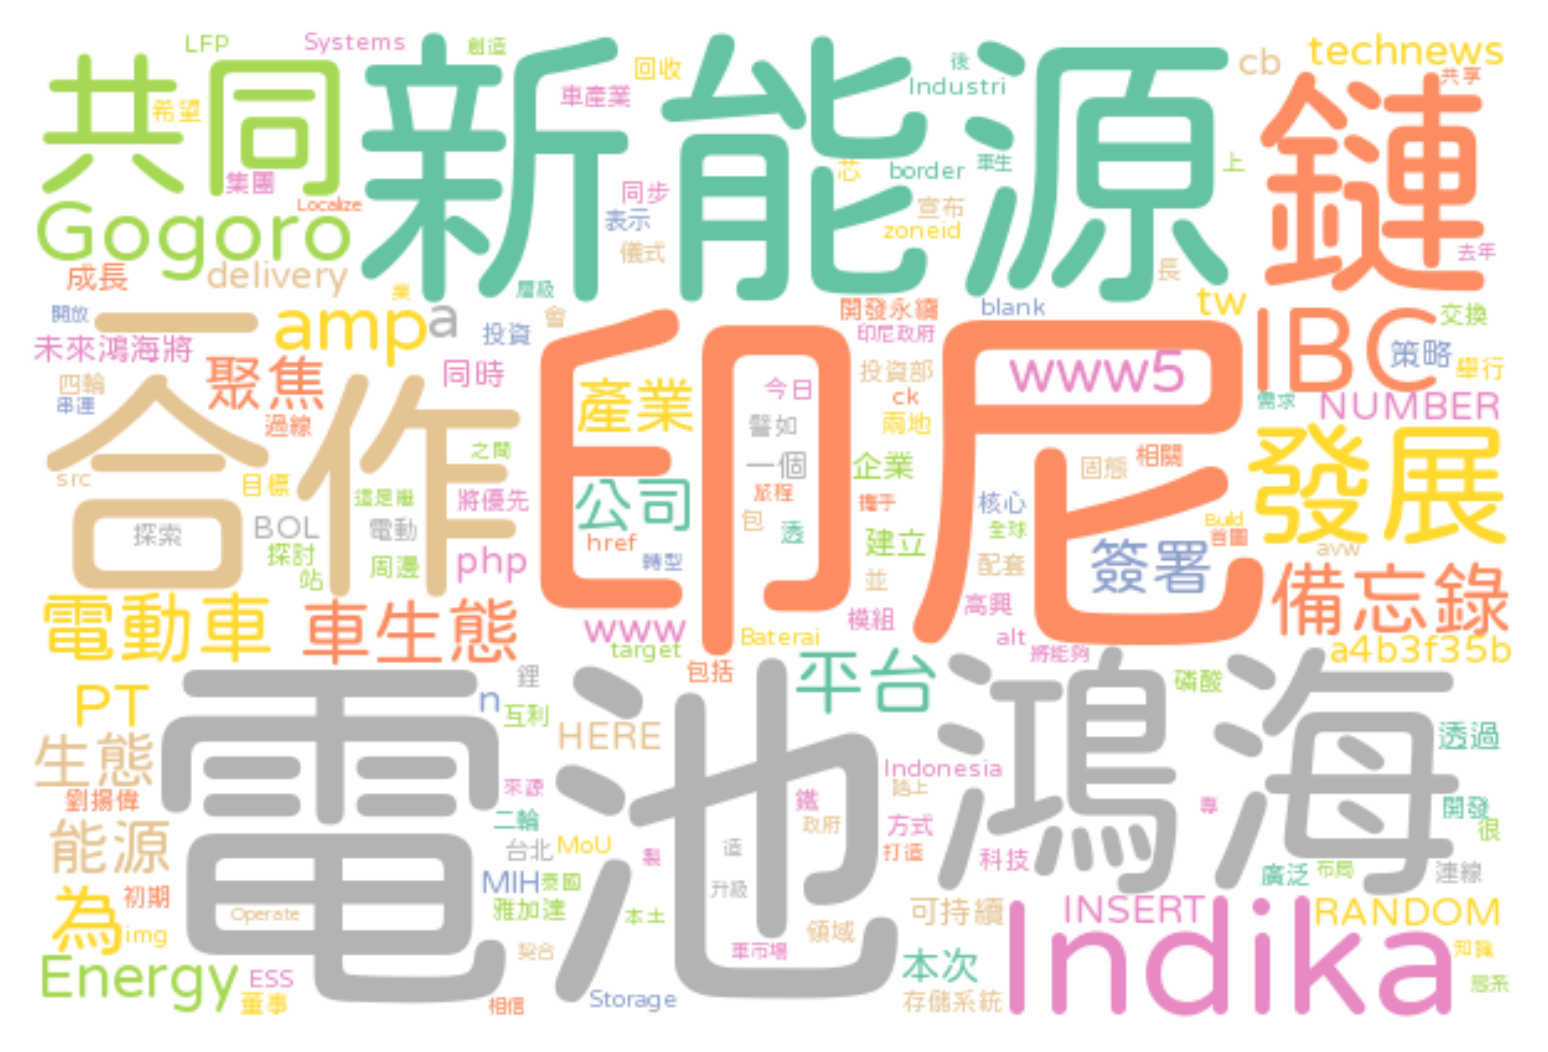 LFP
Systems
創造
回收
cb
後
technews
共享
共同
新能源
鏈
希望
車產業
Industri
集團
Localize
同步
芯
border
車生
上
表示
宣布
zoneid
儀式
長
去年
Gogoro
成長
delivery
業
層級
開放
一
amp
a
投資
會
開發永續
印尼政府
blank
tw
IBC
交換
未來鴻海將
聚焦
同時
策略
舉行
四輪
串連
過線
合作
印尼
產業
今日
投資部
ck
www5
需求
NUMBER
譬如
兩地
之間
src
目標
這是繼
將優先
一個
企業
固態
相關
發展
公司
旅程
攜手
核心
全球
Build
首圖
探索
BOL
電動
包
透
href
探討
站
周邊
php
轉型
建立
配套
簽署
avw
並
備忘錄
電動車
車生態
www
模組
高興
target
Baterai
alt
將能夠
a4b3f35b
包括
平台
PT
n
鋰
互利
磷酸
電池
鴻海
生態
HERE
透過
劉揚偉
來源
Indonesia
踏上
鑑
專
開發
很
能源
二輪
政府
方式
台北
MoU
製
造
打造
科技
MIH
泰國
升級
廣泛
布局
連線
為
初期
雅加達
Operate
本土
img
領域
可持續
INSERT
RANDOM
Indika
契合
車市場
知識
Energy
ESS
本次
董事
相信
Storage
存儲系統